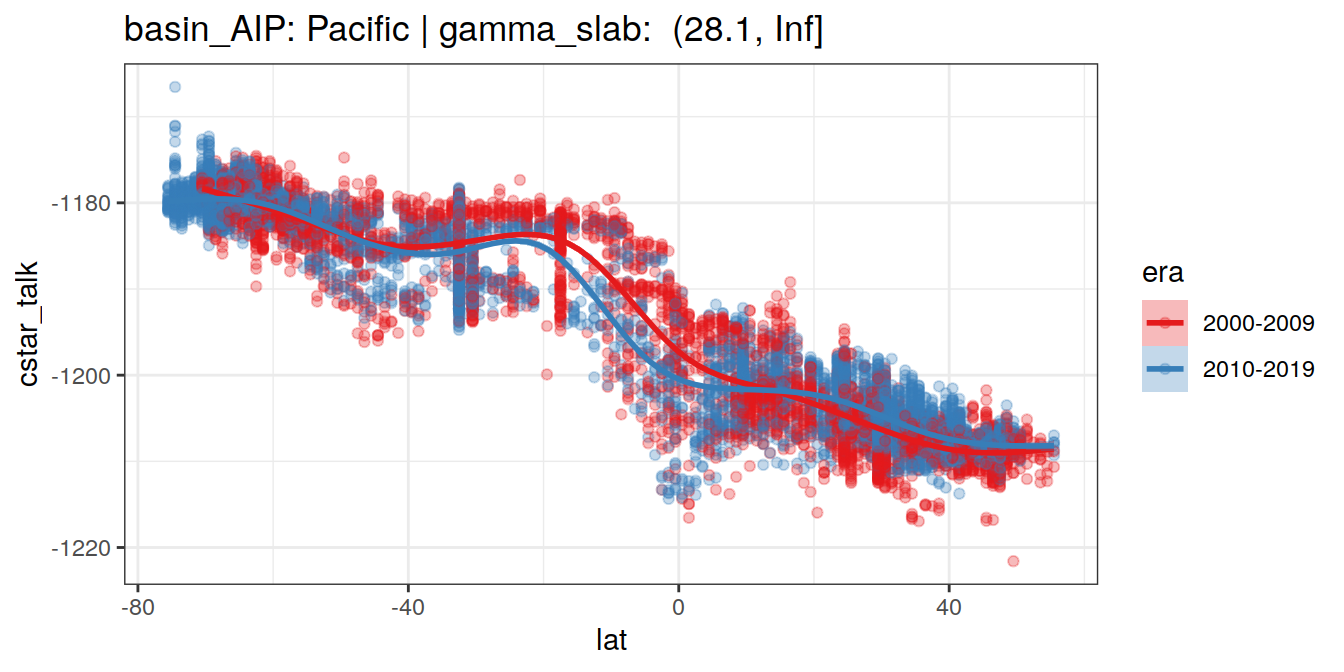 basin_AIP: Pacific | gamma_slab:  (28.1, Inf]
cstar_talk
-1180
-1200
-1220
-80
-40
0
40
lat
era
2000-2009
2010-2019